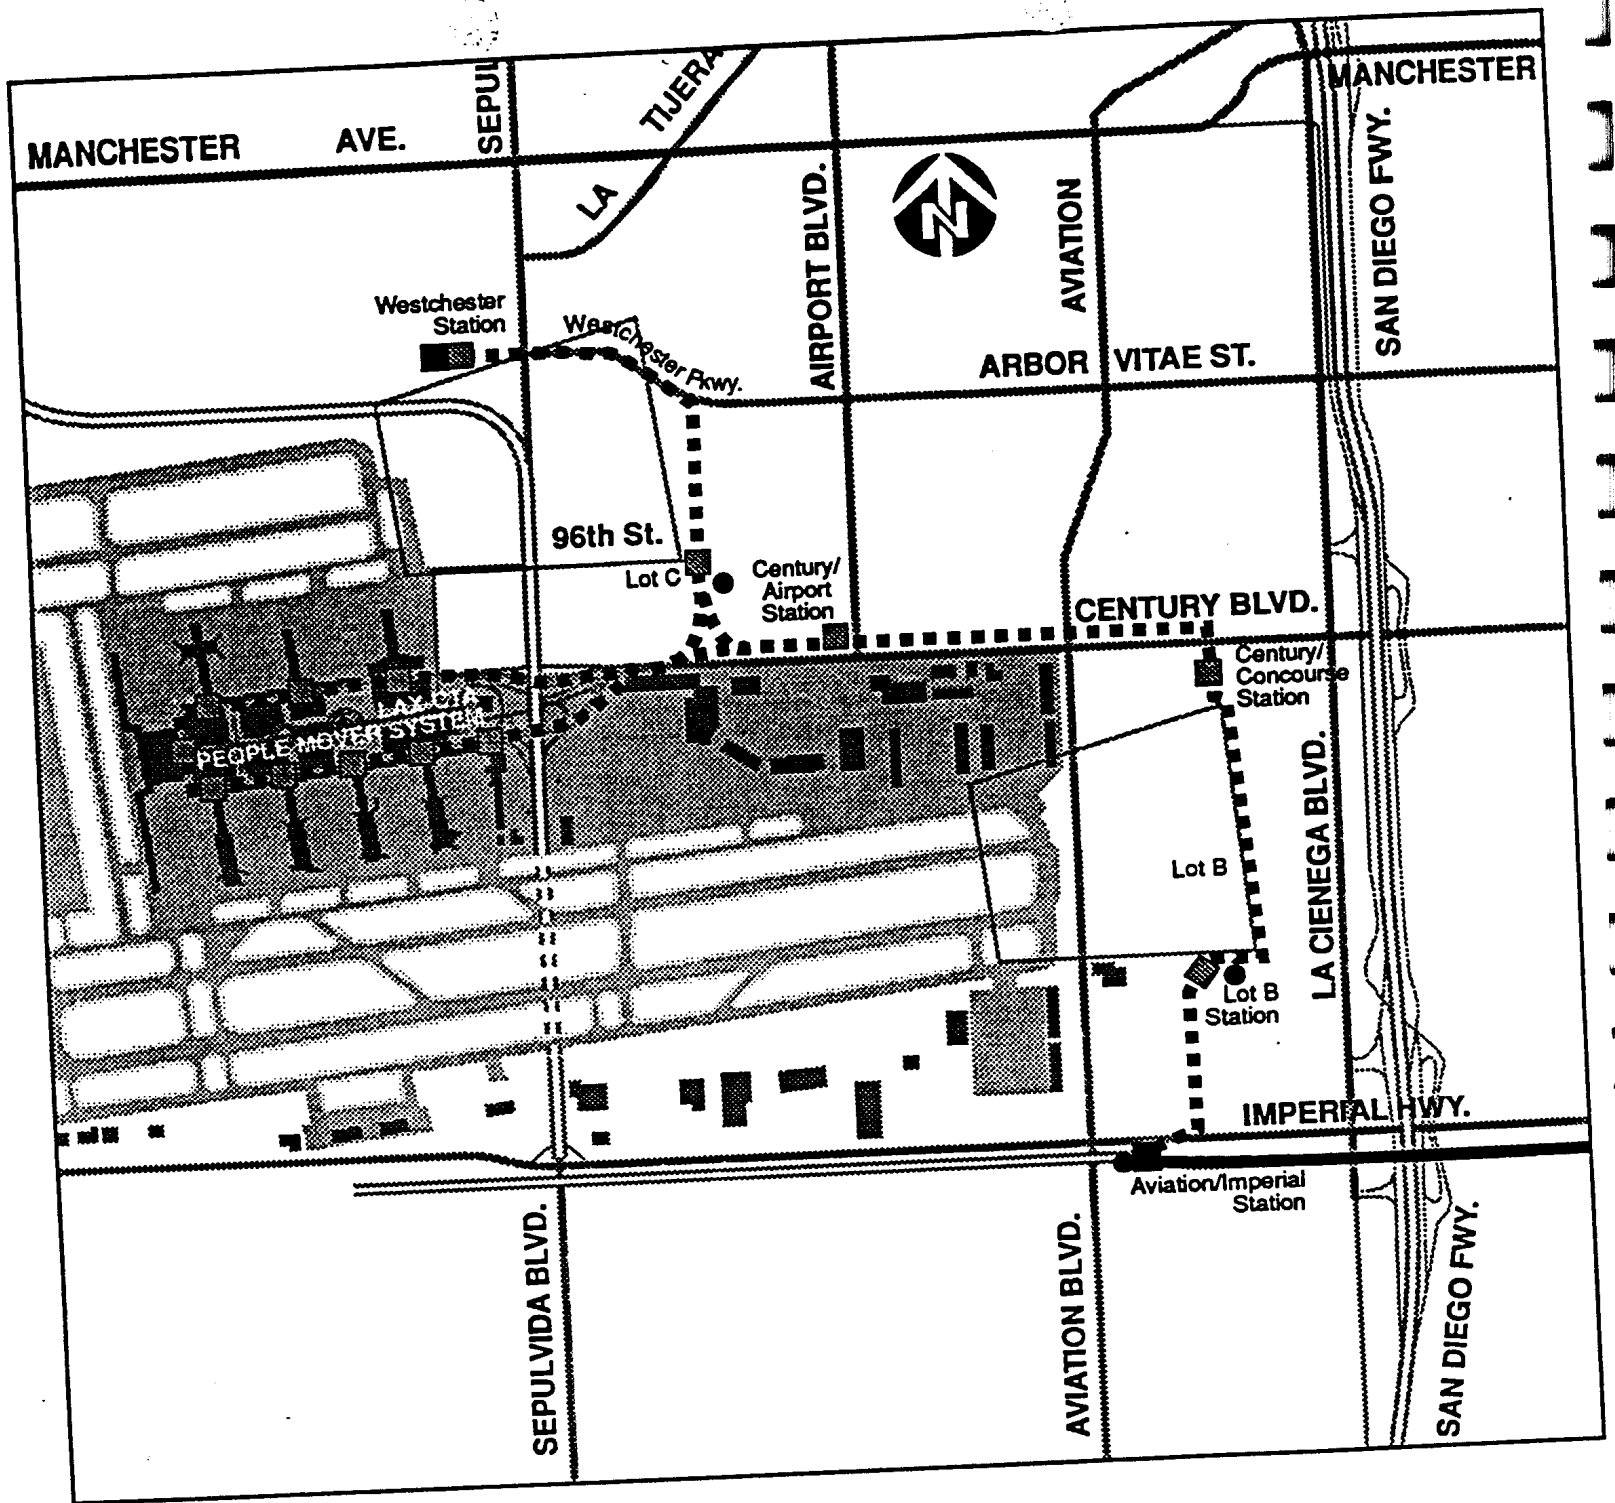 SEPUL
TIJERA
MANCHESTER
MANCHESTER AVE.
LA
AIRPORT BLVD.
N
AVIATION
SAN DIEGO FWY.
Westchester
Station
Westchester Pkwy.
ARBOR VITAE ST.
96th St.
Lot C
Century/
Airport
Station
CENTURY BLVD.
Century/
Concourse
Station
LAX CTA
PEOPLE MOVER SYSTEM
LA CIENEGA BLVD.
Lot B
Lot B
Station
IMPERIAL HWY.
Aviation/Imperial
Station
SEPULVIDA BLVD.
AVIATION BLVD.
SAN DIEGO FWY.